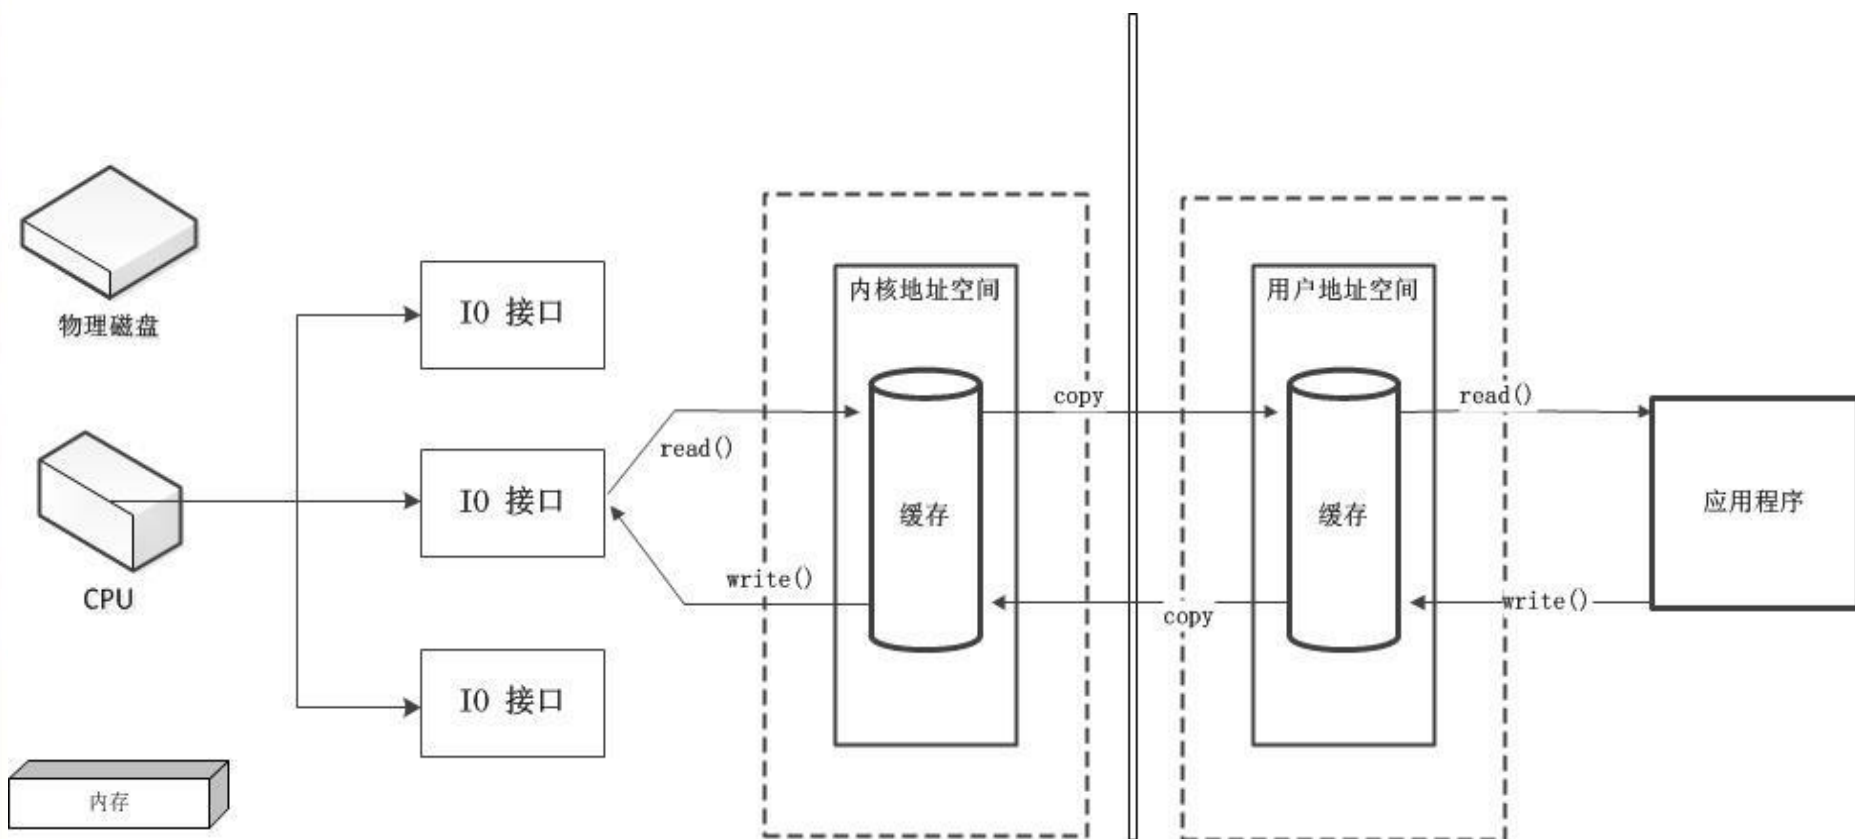 物理磁盘
CPU
内存
IO 接口
IO 接口
IO 接口
read()
write()
内核地址空间
缓存
copy
copy
用户地址空间
缓存
read()
write()
应用程序